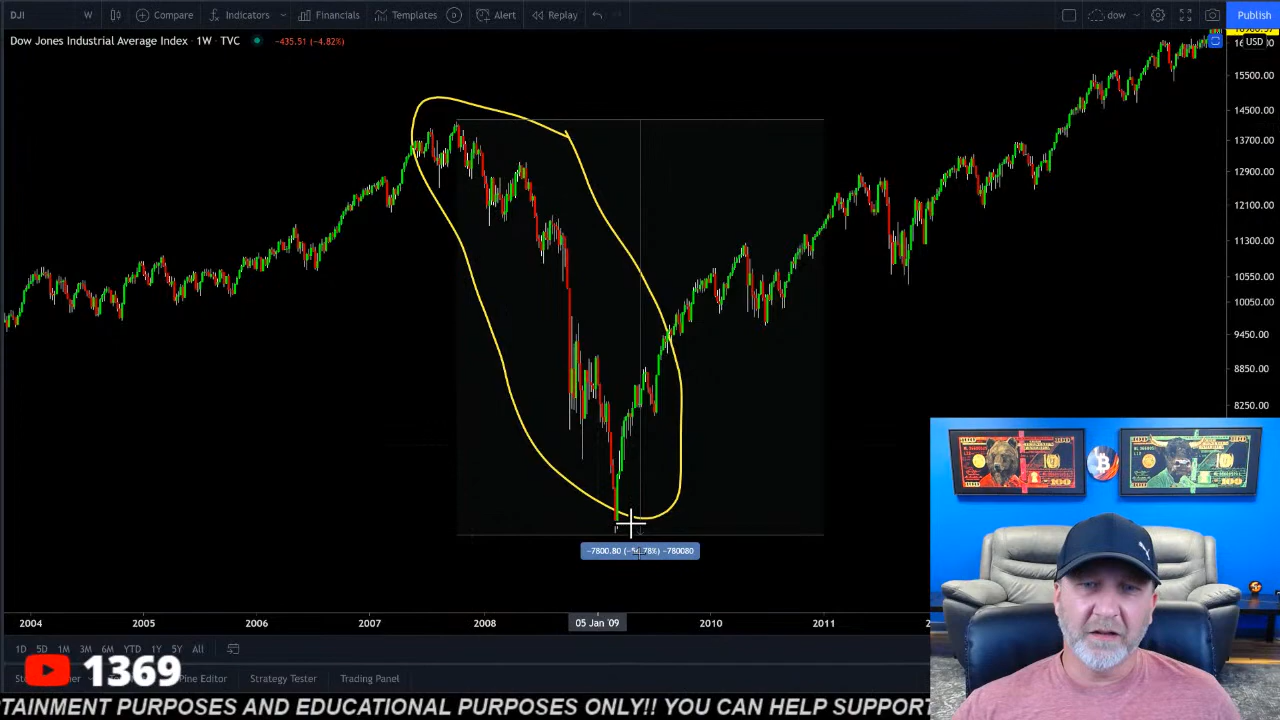 DJI W Compare Indicators Financials Templates Alert Replay dow Publish
Dow Jones Industrial Average Index · 1W · TVC -435.51 (-4.82%)
USD
15500.00
14500.00
13700.00
12900.00
12100.00
11300.00
10550.00
10050.00
9450.00
8850.00
8250.00
-7800.80 -780080
2004 2005 2006 2007 2008 05 Jan '09 2010 2011
1D 5D 1M 3M 6M YTD 1Y 5Y All
Pine Editor Strategy Tester Trading Panel
1369
RTAINMENT PURPOSES AND EDUCATIONAL PURPOSES ONLY!! YOU CAN HELP SUPPORT